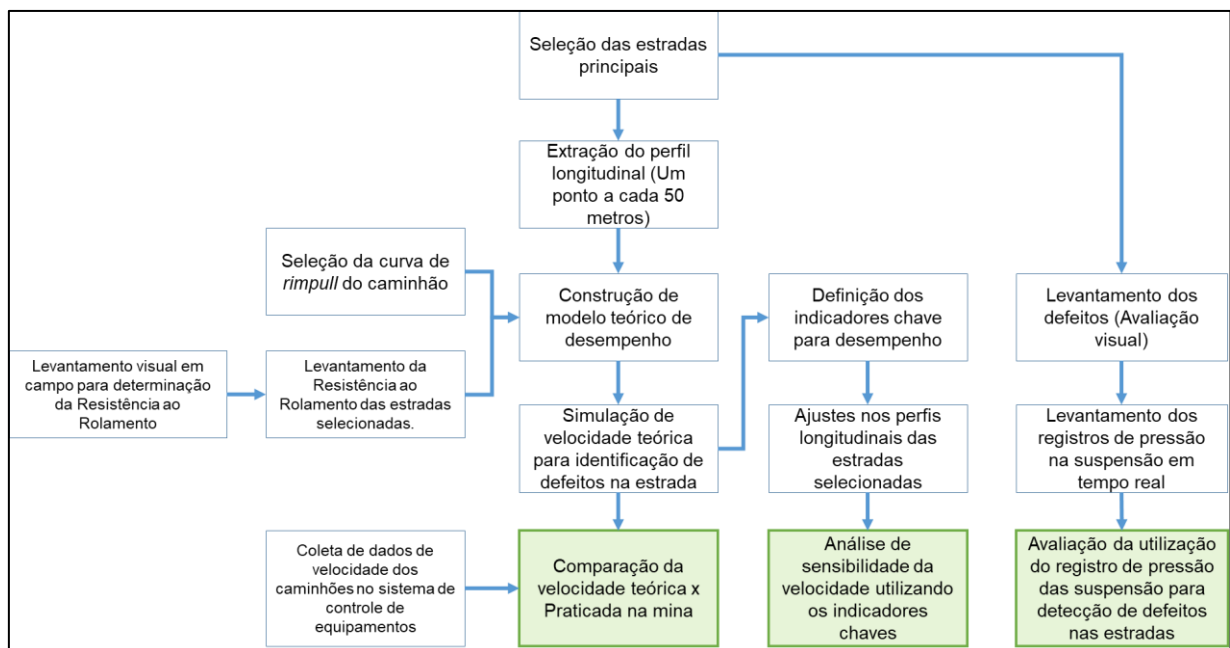 Seleção das estradas
principais
Extração do perfil
longitudinal (Um
ponto a cada 50
metros)
Seleção da curva de
rimpull do caminhão
Construção de
modelo teórico de
desempenho
Definição dos
indicadores chave
para desempenho
Levantamento dos
defeitos (Avaliação
visual)
Levantamento visual em
campo para determinação
da Resistência ao
Rolamento
Levantamento da
Resistência ao
Rolamento das estradas
selecionadas.
Simulação de
velocidade teórica
para identificação de
defeitos na estrada
Ajustes nos perfis
longitudinais das
estradas
selecionadas
Levantamento dos
registros de pressão
na suspensão em
tempo real
Coleta de dados de
velocidade dos
caminhões no sistema de
controle de
equipamentos
Comparação da
velocidade teórica x
Praticada na mina
Análise de
sensibilidade da
velocidade utilizando
os indicadores
chaves
Avaliação da utilização
do registro de pressão
das suspensão para
detecção de defeitos
nas estradas